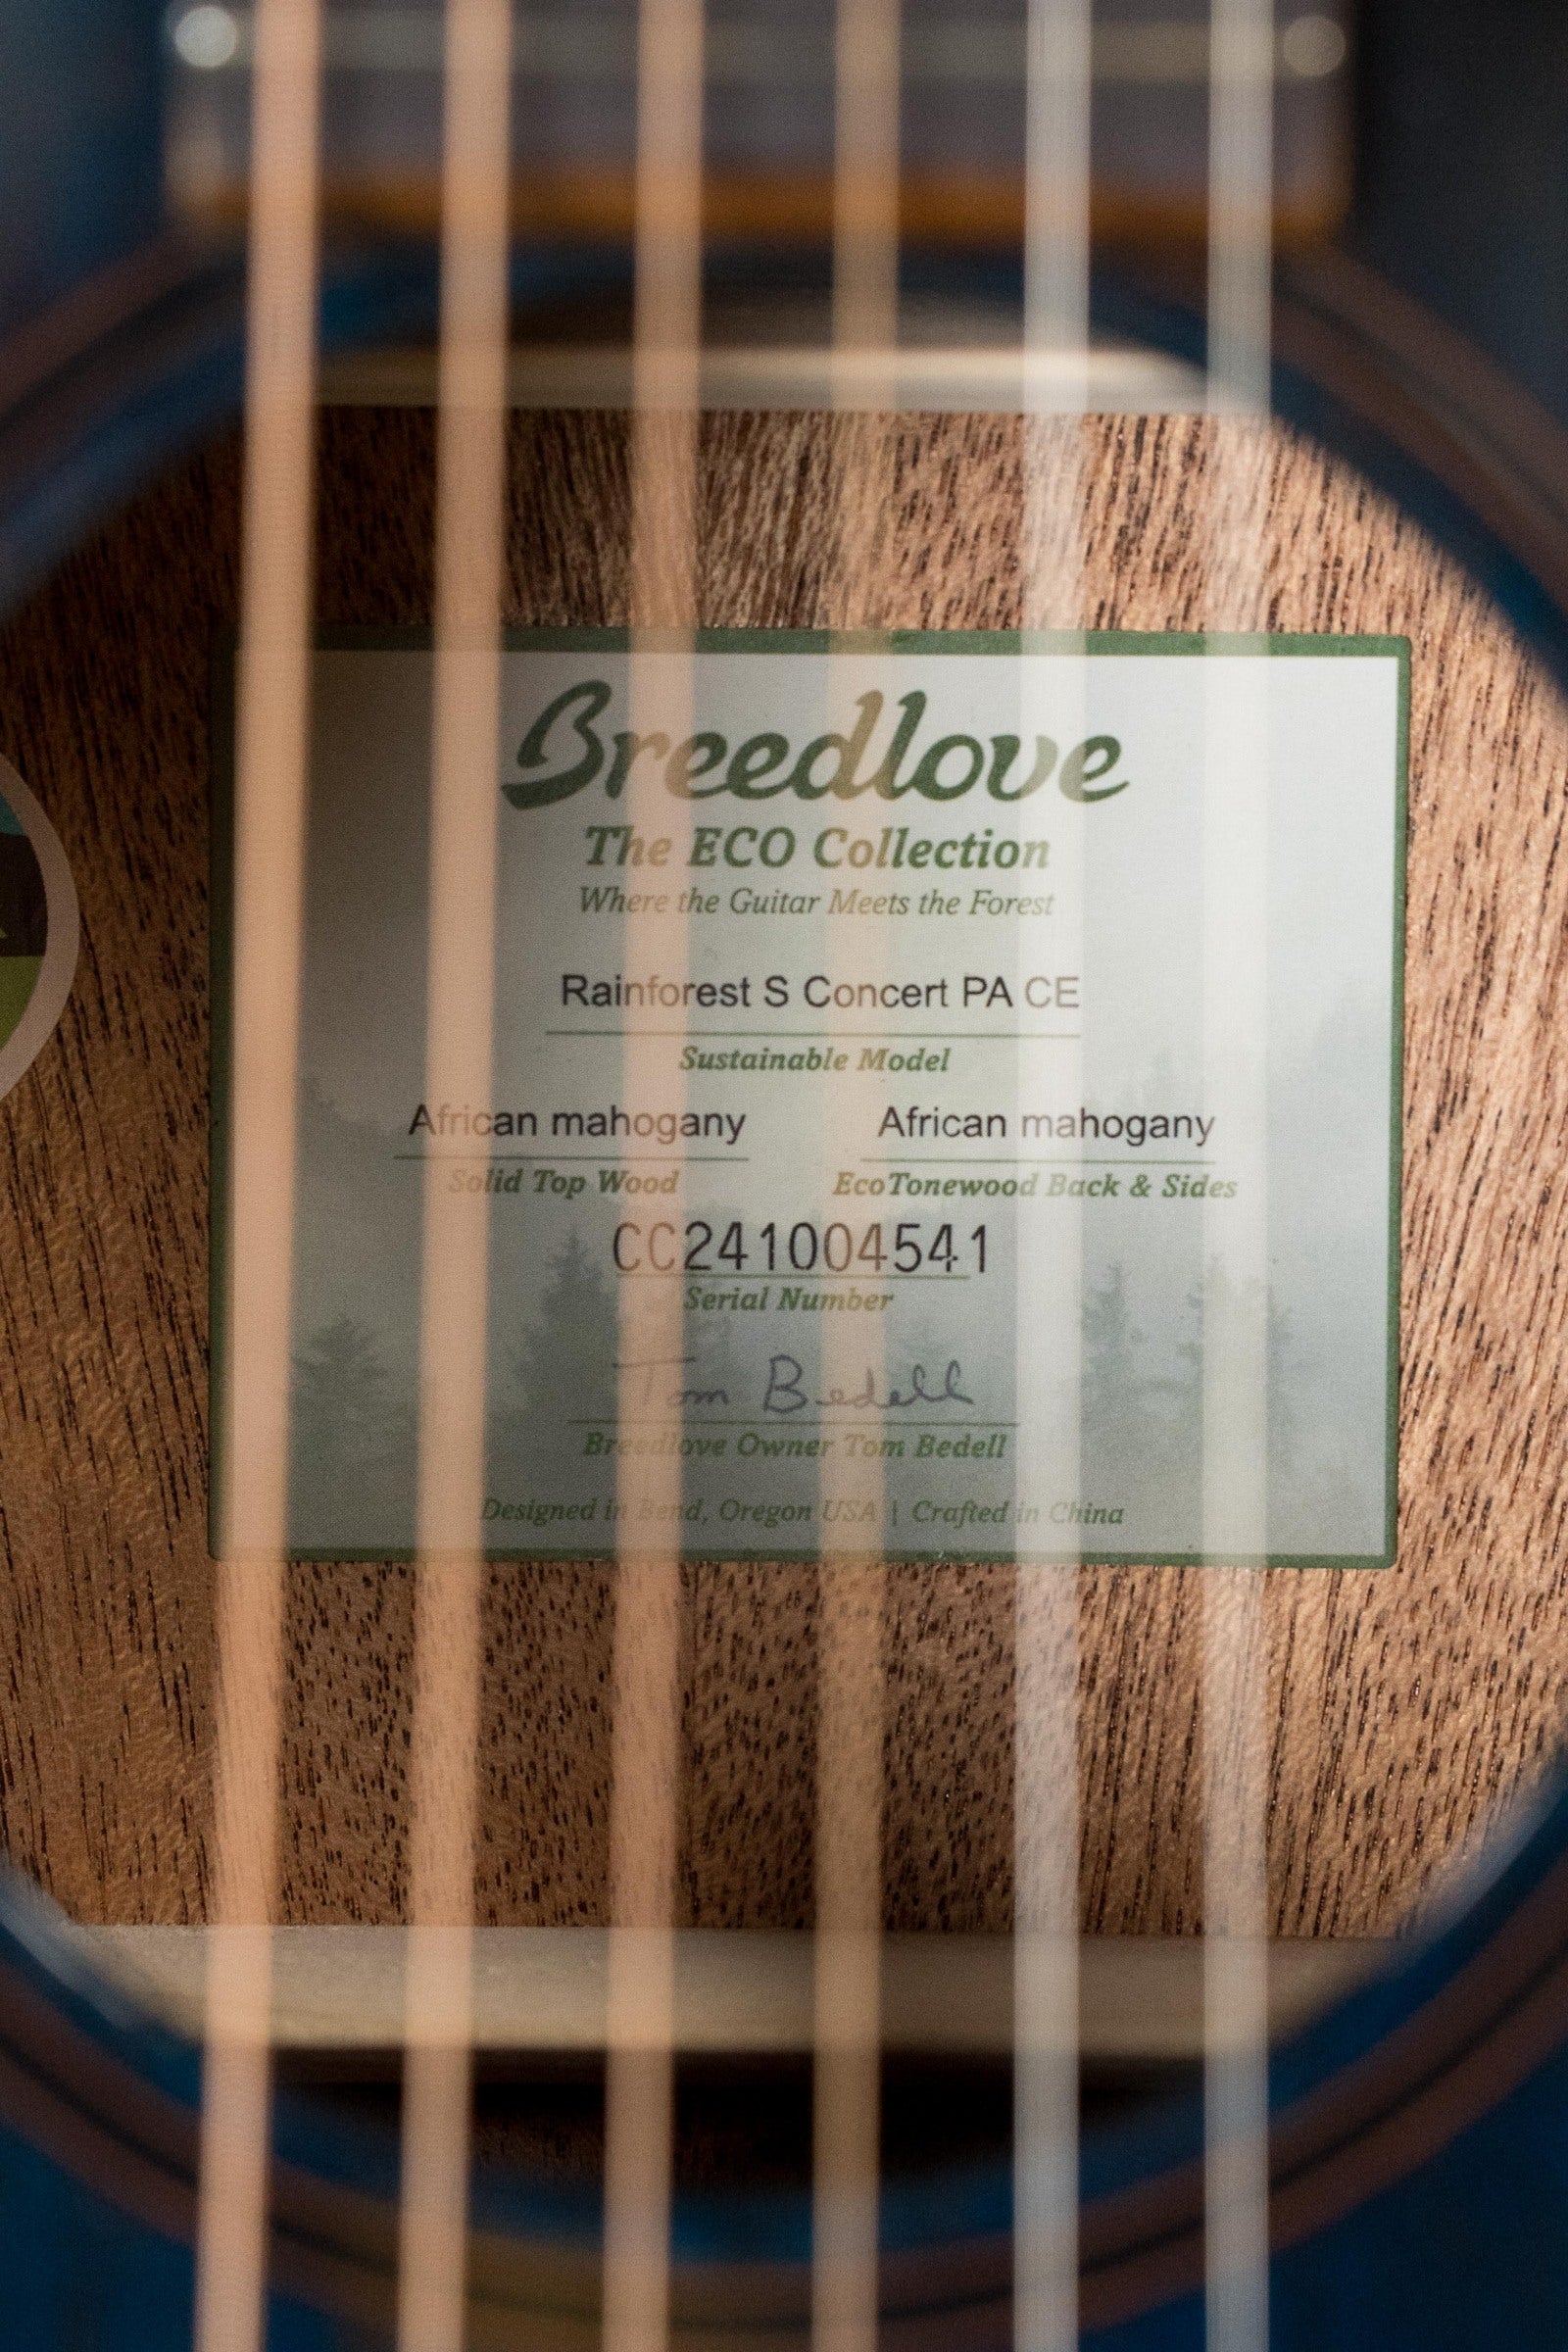 Breedlove
The ECO Collection
Where the Guitar Meets the Forest
Rainforest S Concert PA CE
Sustainable Model
African mahogany African mahogany
Solid Top Wood EcoTonewood Back & Sides
CC241004541
Serial Number
Tom Bedell
Breedlove Owner Tom Bedell
Designed in Bend, Oregon USA | Crafted in China